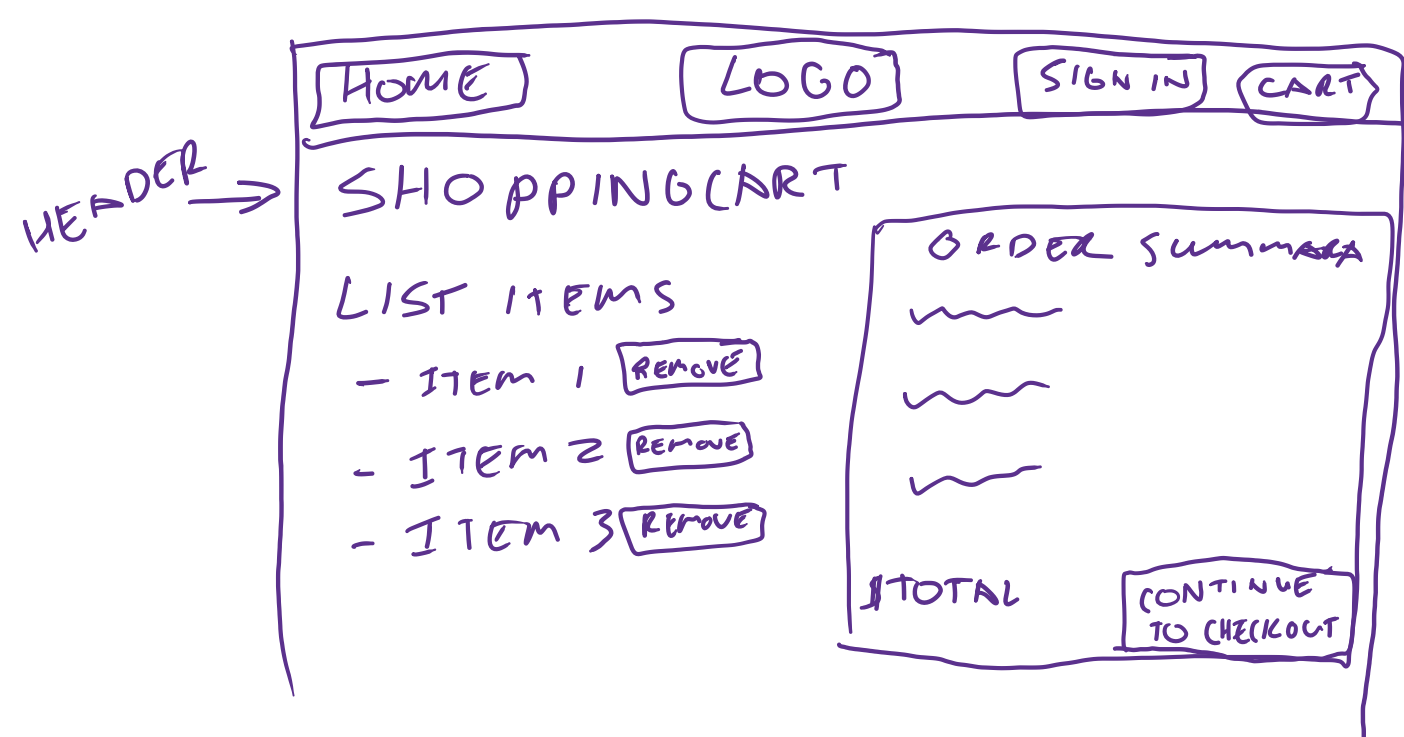 HOME
LOGO
SIGN IN
CART
HEADER
SHOPPINGCART
ORDER SUMMARY
LIST ITEMS
- ITEM 1 REMOVE
- ITEM 2 REMOVE
- ITEM 3 REMOVE
$TOTAL
CONTINUE
TO CHECKOUT